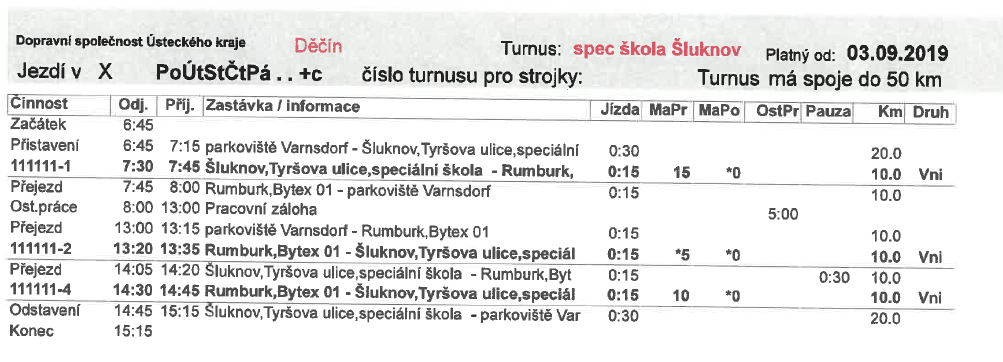 Dopravní společnost Ústeckého kraje Děčín Turnus: spec škola Šluknov Platný od: 03.09.2019
Jezdí v X PoÚtStČtPá . . +c číslo turnusu pro strojky: Turnus má spoje do 50 km
Činnost Odj. Příj. Zastávka / informace Jízda MaPr MaPo OstPr Pauza Km Druh
Začátek 6:45
Přistavení 6:45 7:15 parkoviště Varnsdorf - Šluknov,Tyršova ulice,speciální 0:30 20.0
111111-1 7:30 7:45 Šluknov,Tyršova ulice,speciální škola - Rumburk, 0:15 15 *0 10.0 Vni
Přejezd 7:45 8:00 Rumburk,Bytex 01 - parkoviště Varnsdorf 0:15 10.0
Ost.práce 8:00 13:00 Pracovní záloha 5:00
Přejezd 13:00 13:15 parkoviště Varnsdorf - Rumburk,Bytex 01 0:15 10.0
111111-2 13:20 13:35 Rumburk,Bytex 01 - Šluknov,Tyršova ulice,speciál 0:15 *5 *0 10.0 Vni
Přejezd 14:05 14:20 Šluknov,Tyršova ulice,speciální škola - Rumburk,Byt 0:15 0:30 10.0
111111-4 14:30 14:45 Rumburk,Bytex 01 - Šluknov,Tyršova ulice,speciál 0:15 10 *0 10.0 Vni
Odstavení 14:45 15:15 Šluknov,Tyršova ulice,speciální škola - parkoviště Var 0:30 20.0
Konec 15:15